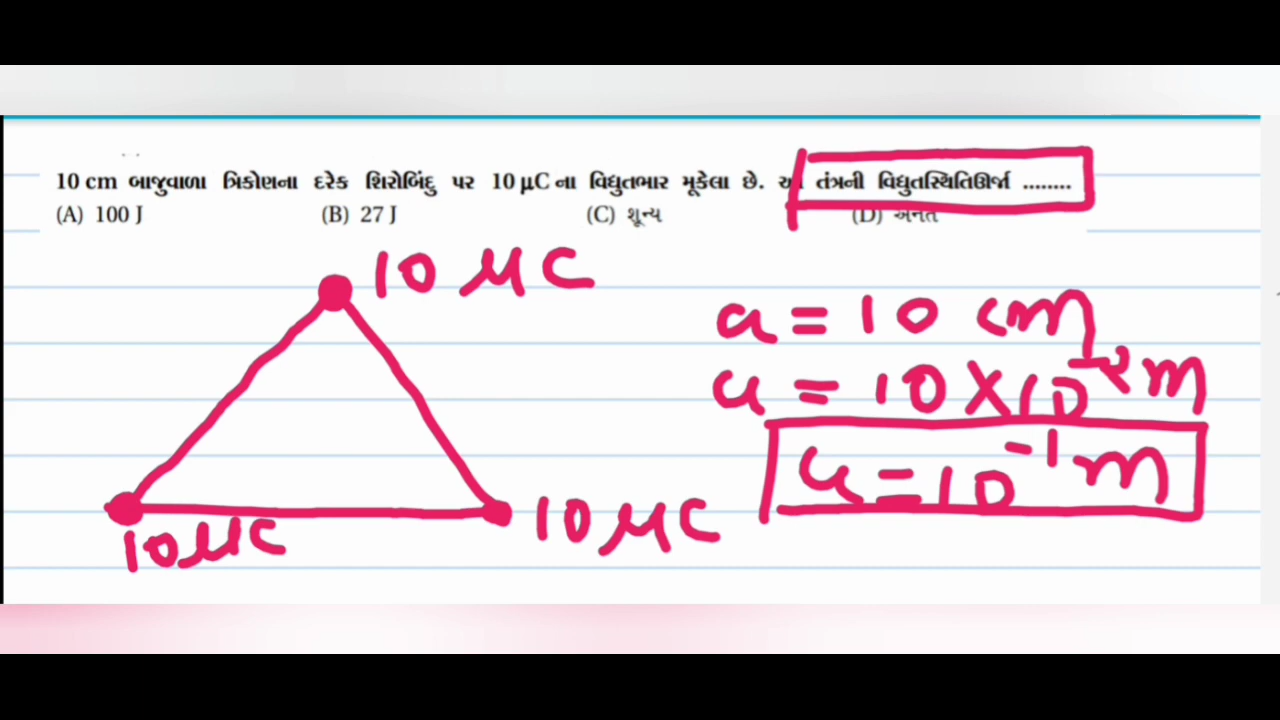 10 cm બાજુવાળા ત્રિકોણના દરેક શિરોબિંદુ પર 10 μC ના વિદ્યુતભાર મૂકેલા છે. આ તંત્રની વિદ્યુતસ્થિતિઊર્જા ........
(A) 100 J (B) 27 J (C) શૂન્ય (D) અનંત
10 μC
a = 10 cm
a = 10 × 10⁻² m
a = 10⁻¹ m
10 μC
10 μC